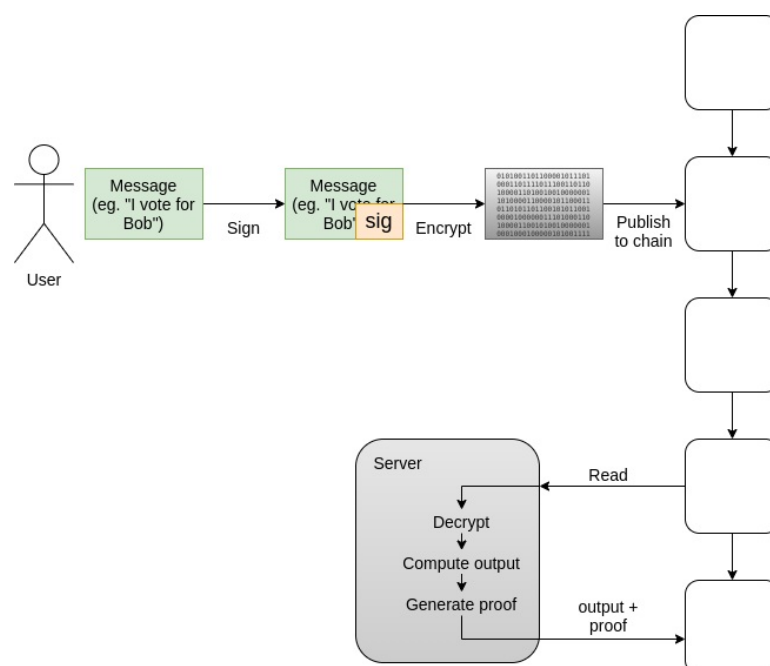 Message
(eg. "I vote for
Bob")
Sign
Message
(eg. "I vote for
Bob"
sig
Encrypt
Publish
to chain
User
Server
Read
Decrypt
Compute output
Generate proof
output +
proof